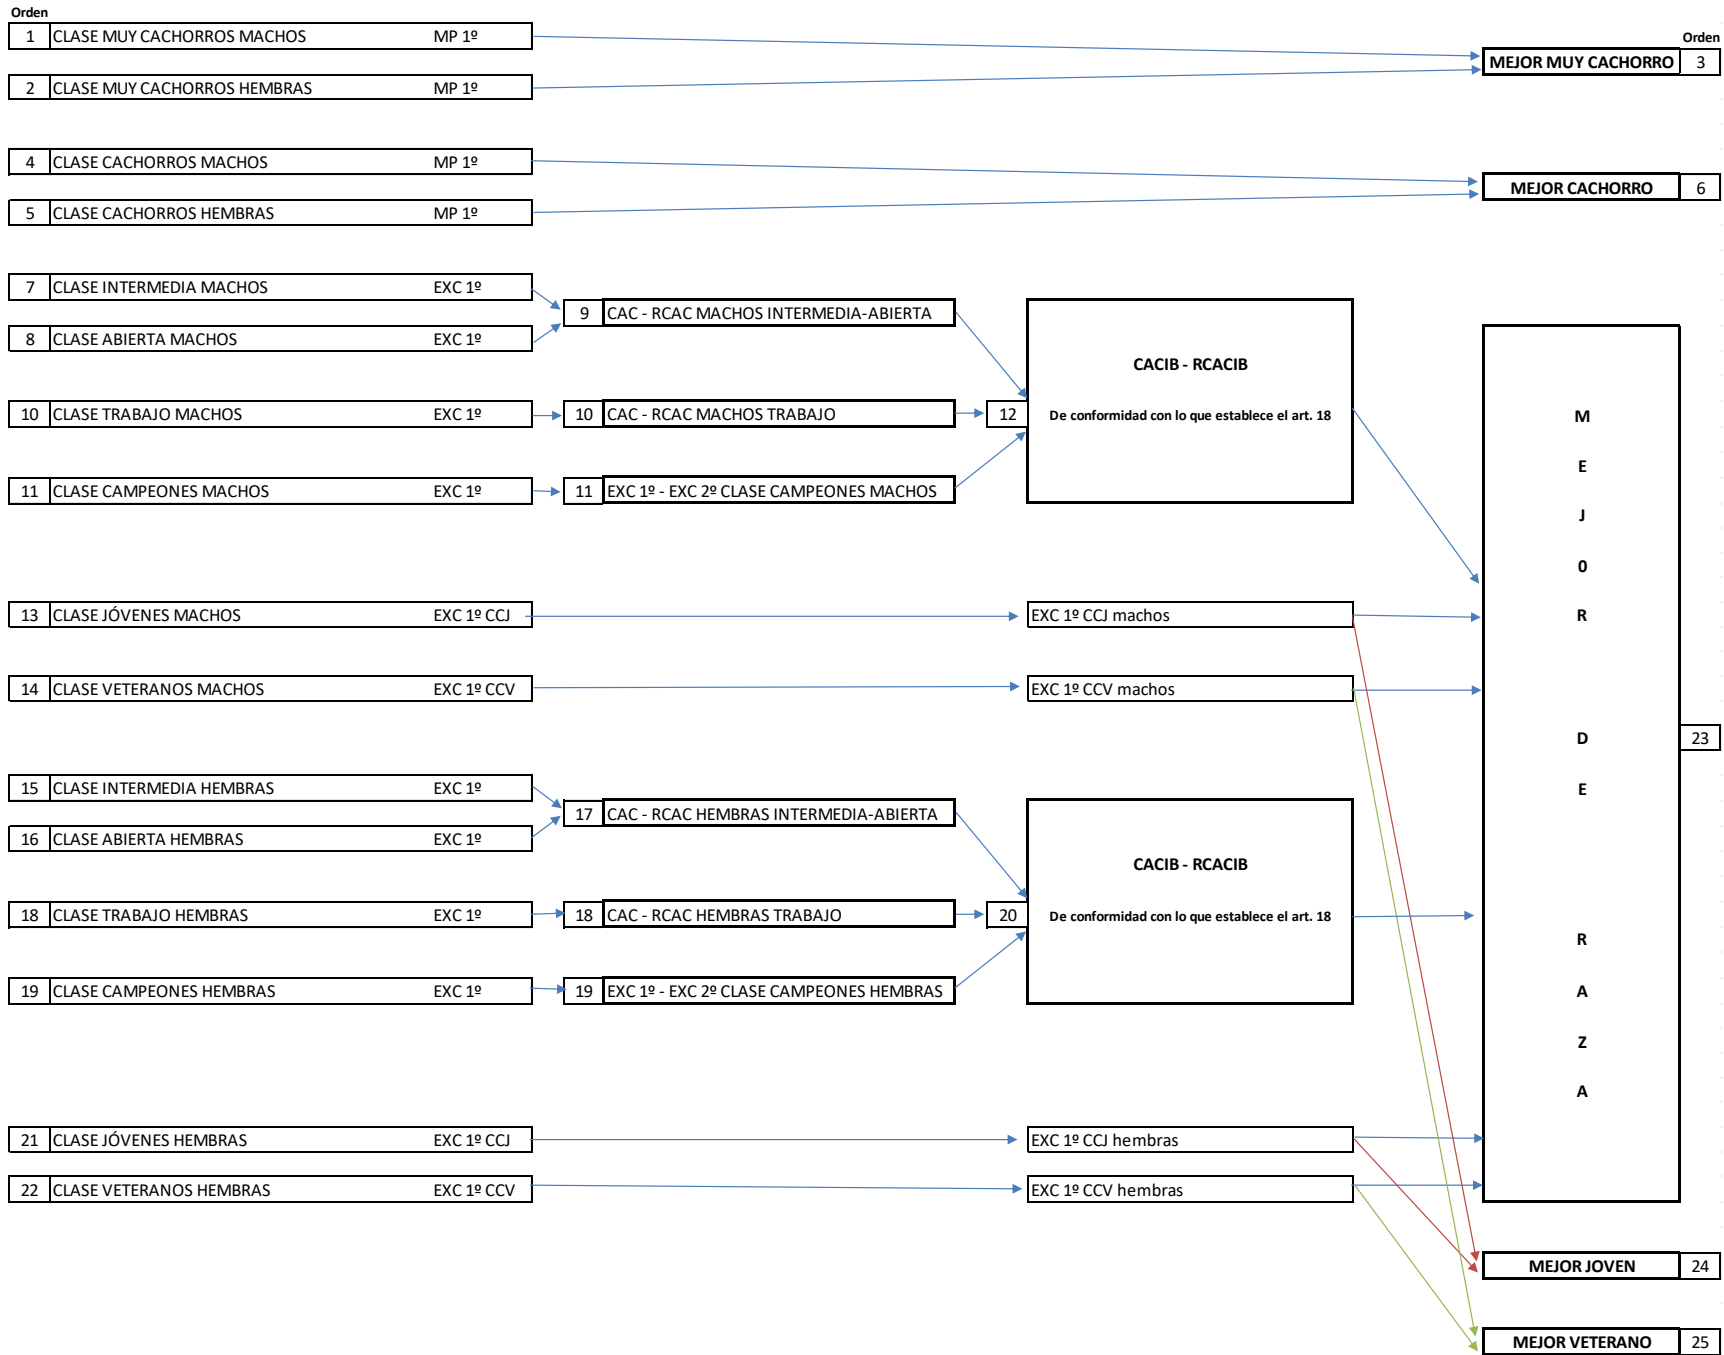 Orden
1 CLASE MUY CACHORROS MACHOS MP 1º
Orden
MEJOR MUY CACHORRO 3
2 CLASE MUY CACHORROS HEMBRAS MP 1º
4 CLASE CACHORROS MACHOS MP 1º
MEJOR CACHORRO 6
5 CLASE CACHORROS HEMBRAS MP 1º
7 CLASE INTERMEDIA MACHOS EXC 1º
9 CAC - RCAC MACHOS INTERMEDIA-ABIERTA
8 CLASE ABIERTA MACHOS EXC 1º
CACIB - RCACIB
10 CLASE TRABAJO MACHOS EXC 1º
10 CAC - RCAC MACHOS TRABAJO
12 De conformidad con lo que establece el art. 18
11 CLASE CAMPEONES MACHOS EXC 1º
11 EXC 1º - EXC 2º CLASE CAMPEONES MACHOS
13 CLASE JÓVENES MACHOS EXC 1º CCJ
EXC 1º CCJ machos
14 CLASE VETERANOS MACHOS EXC 1º CCV
EXC 1º CCV machos
15 CLASE INTERMEDIA HEMBRAS EXC 1º
17 CAC - RCAC HEMBRAS INTERMEDIA-ABIERTA
16 CLASE ABIERTA HEMBRAS EXC 1º
CACIB - RCACIB
18 CLASE TRABAJO HEMBRAS EXC 1º
18 CAC - RCAC HEMBRAS TRABAJO
20 De conformidad con lo que establece el art. 18
19 CLASE CAMPEONES HEMBRAS EXC 1º
19 EXC 1º - EXC 2º CLASE CAMPEONES HEMBRAS
21 CLASE JÓVENES HEMBRAS EXC 1º CCJ
EXC 1º CCJ hembras
22 CLASE VETERANOS HEMBRAS EXC 1º CCV
EXC 1º CCV hembras
M
E
J
0
R
D
E
R
A
Z
A
23
MEJOR JOVEN 24
MEJOR VETERANO 25